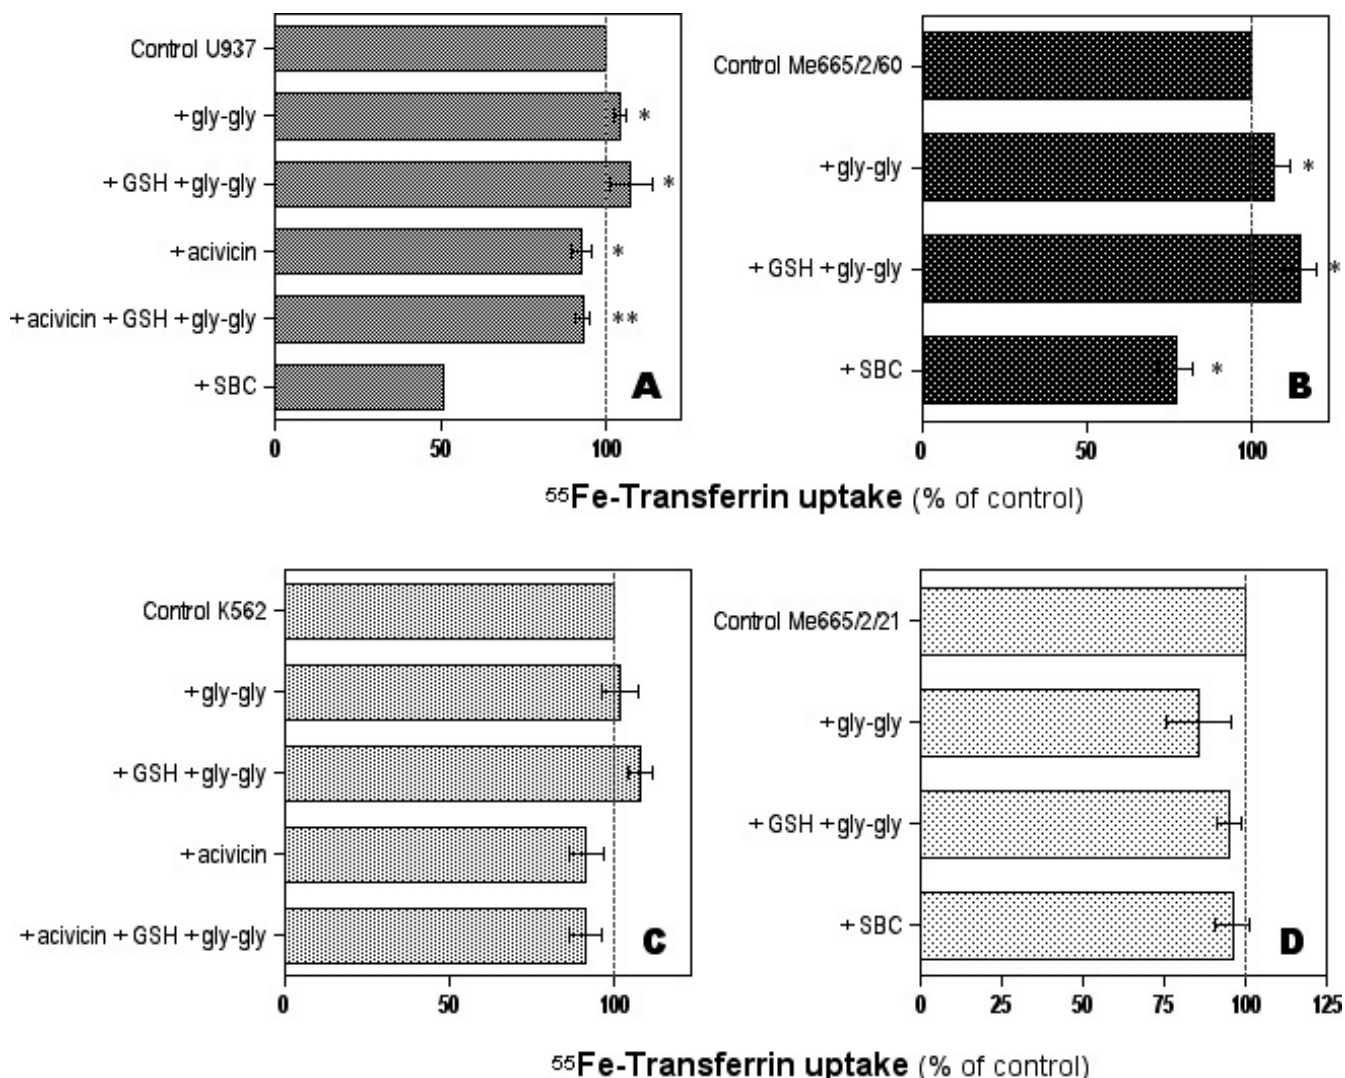 Control U937
+gly-gly
*
+ GSH +gly-gly
*
+acivicin
*
+acivicin + GSH +gly-gly
**
+ SBC
A
0 50 100
Control Me665/2/60
+gly-gly
*
+ GSH +gly-gly
*
+ SBC
*
B
0 50 100
55Fe-Transferrin uptake (% of control)
Control K562
+gly-gly
+ GSH +gly-gly
+acivicin
+acivicin + GSH +gly-gly
C
0 50 100
Control Me665/2/21
+gly-gly
+ GSH +gly-gly
+ SBC
D
0 25 50 75 100 125
55Fe-Transferrin uptake (% of control)